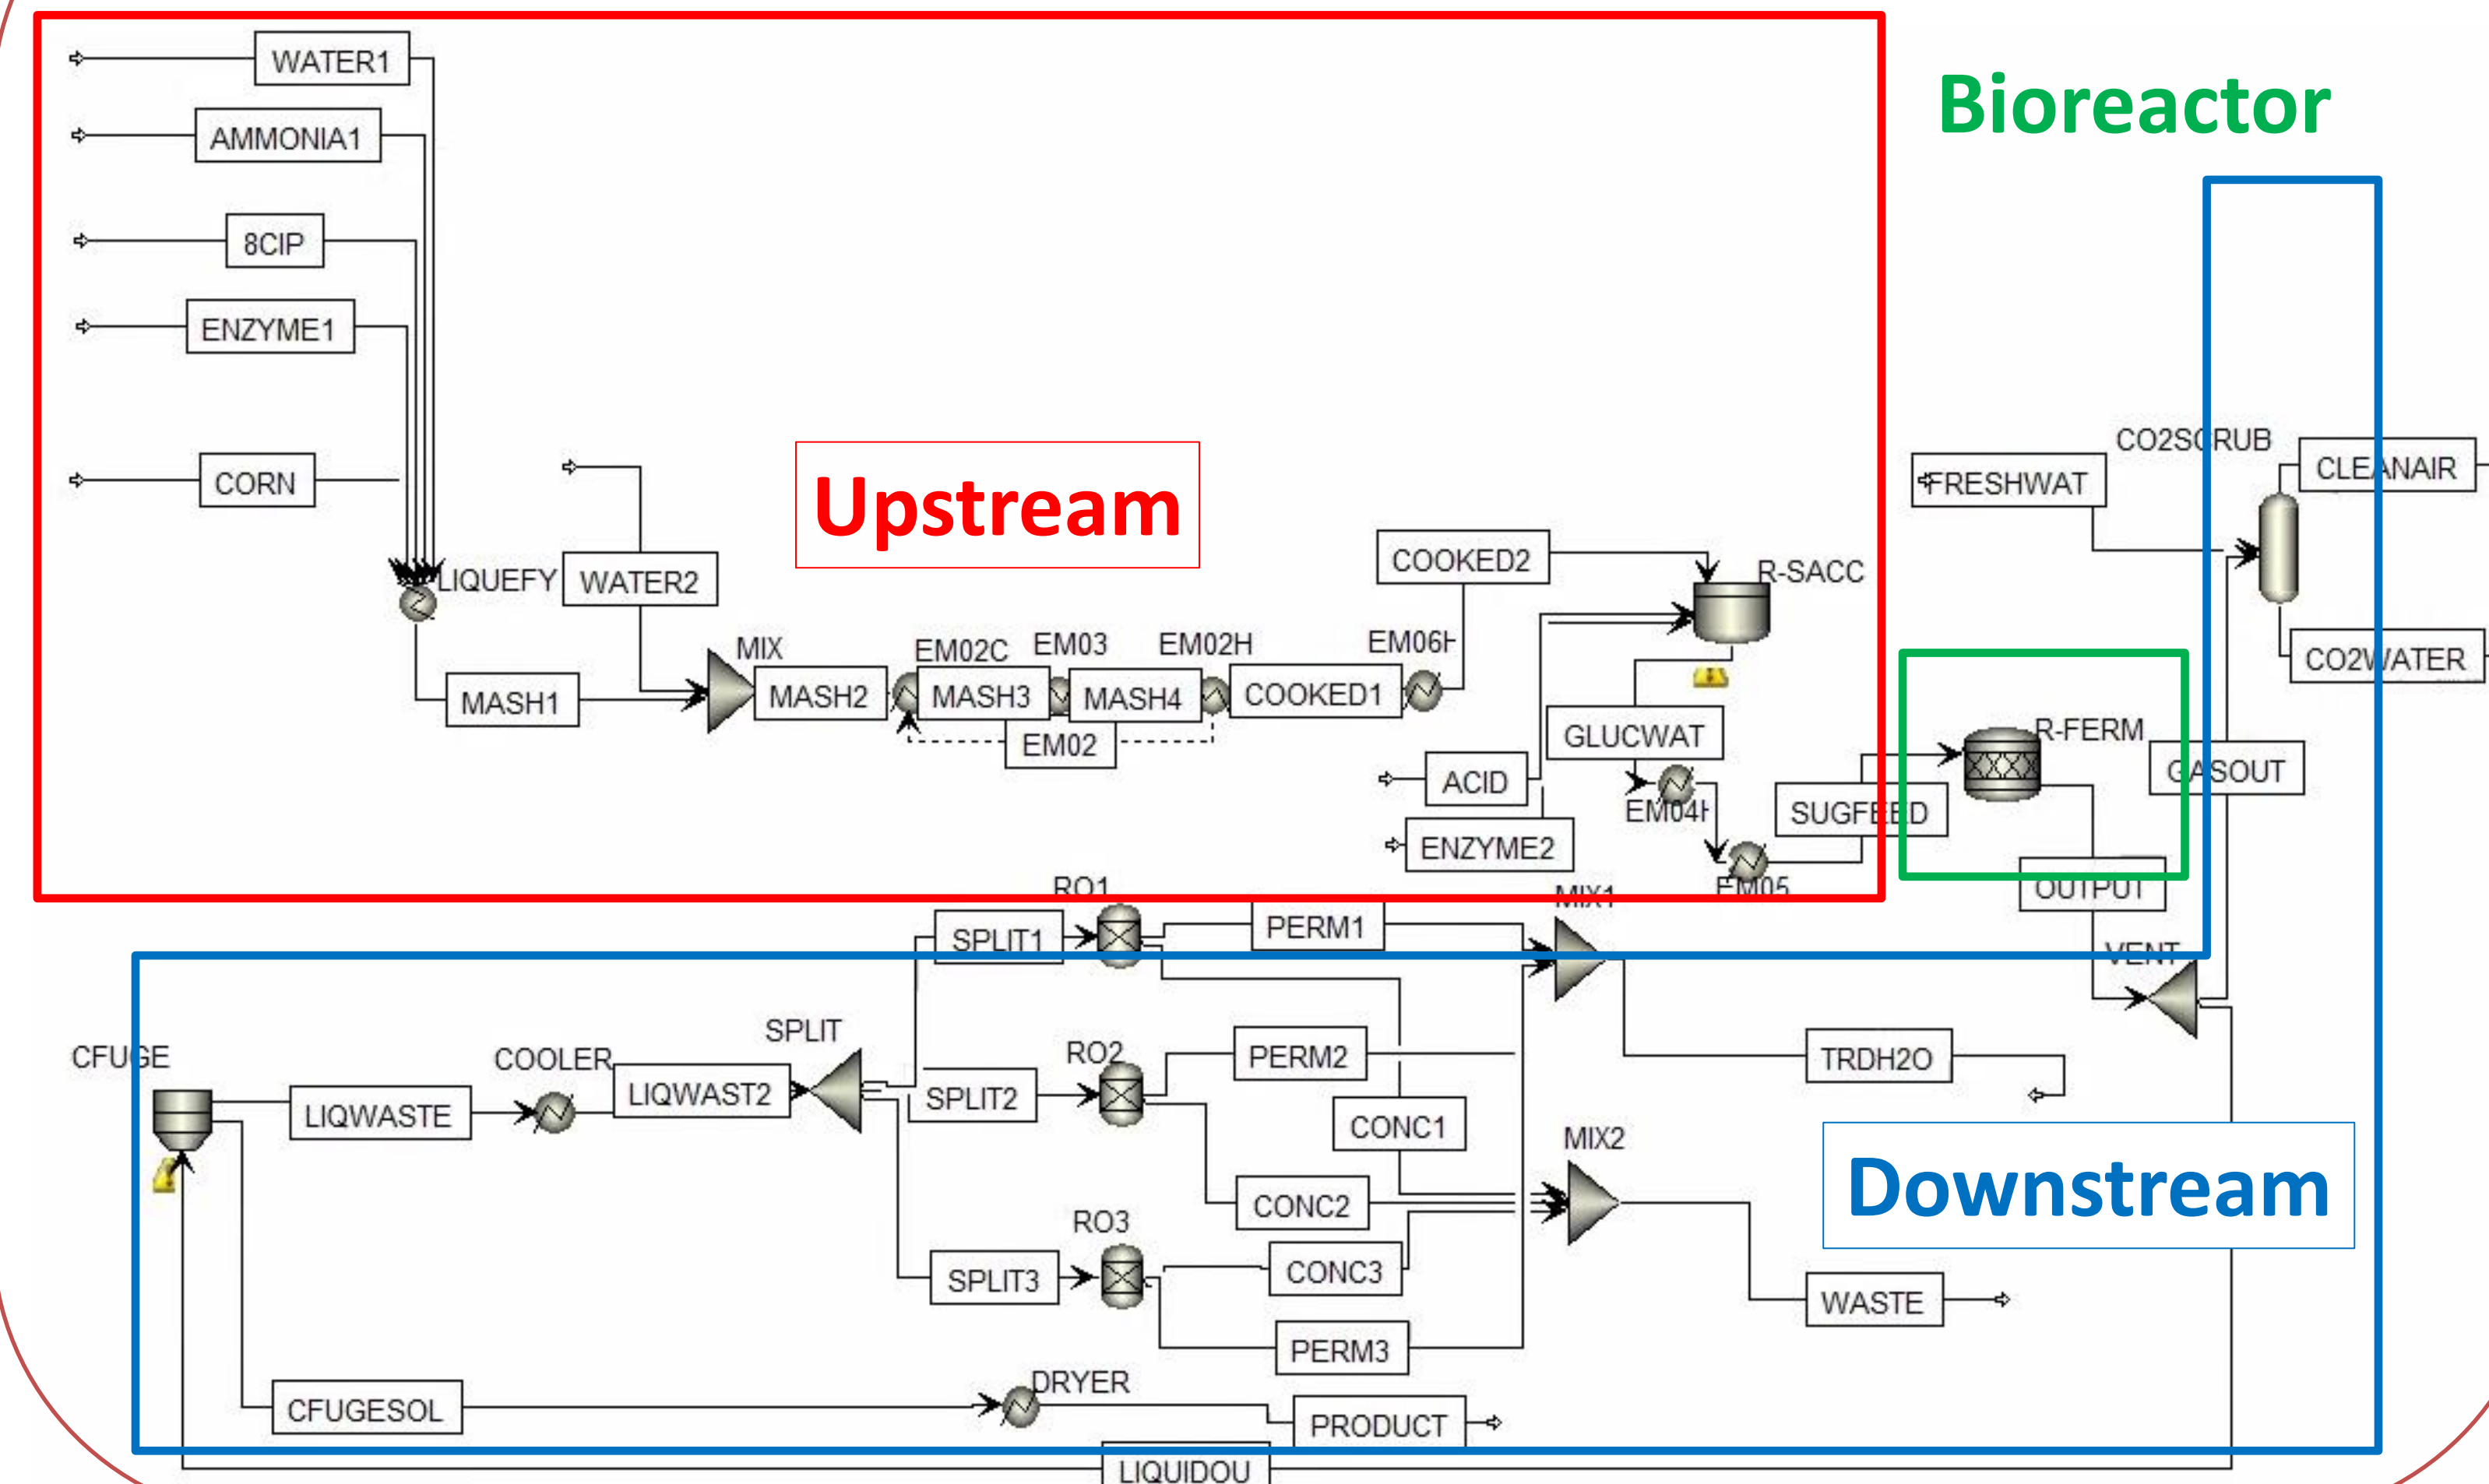 WATER1
Bioreactor
AMMONIA1
8CIP
ENZYME1
CORN
Upstream
CO2SCRUB
CLEANAIR
FRESHWAT
LIQUEFY
WATER2
COOKED2
R-SACC
MIX
EM02C
EM03
EM02H
EM06H
CO2WATER
MASH1
MASH2
MASH3
MASH4
COOKED1
EM02
GLUCWAT
R-FERM
GASOUT
ACID
EM04H
SUGFEED
ENZYME2
EM05
OUTPUT
RO1
MIX1
SPLIT1
PERM1
VENT
CFUGE
COOLER
SPLIT
RO2
PERM2
TRDH2O
LIQWASTE
LIQWAST2
SPLIT2
CONC1
MIX2
Downstream
CONC2
RO3
SPLIT3
CONC3
WASTE
PERM3
DRYER
CFUGESOL
PRODUCT
LIQUIDOU